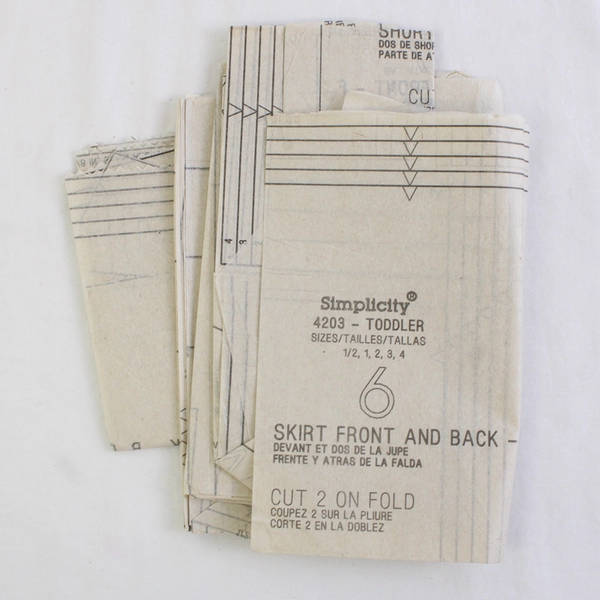 SHORT
DOS DE SHOR
PARTE DE A
CU
4
Simplicity®
4203 - TODDLER
SIZES/TAILLES/TALLAS
1/2, 1, 2, 3, 4
6
SKIRT FRONT AND BACK -
DEVANT ET DOS DE LA JUPE
FRENTE Y ATRAS DE LA FALDA
CUT 2 ON FOLD
COUPEZ 2 SUR LA PLIURE
CORTE 2 EN LA DOBLEZ